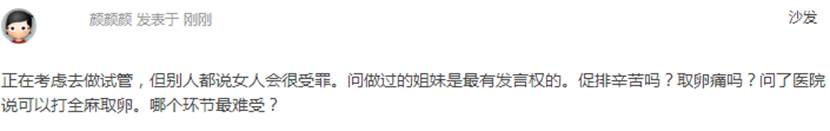 颜颜颜 发表于 刚刚 沙发
正在考虑去做试管，但别人都说女人会很受罪。问做过的姐妹是最有发言权的。促排辛苦吗？取卵痛吗？问了医院
说可以打全麻取卵。哪个环节最难受？